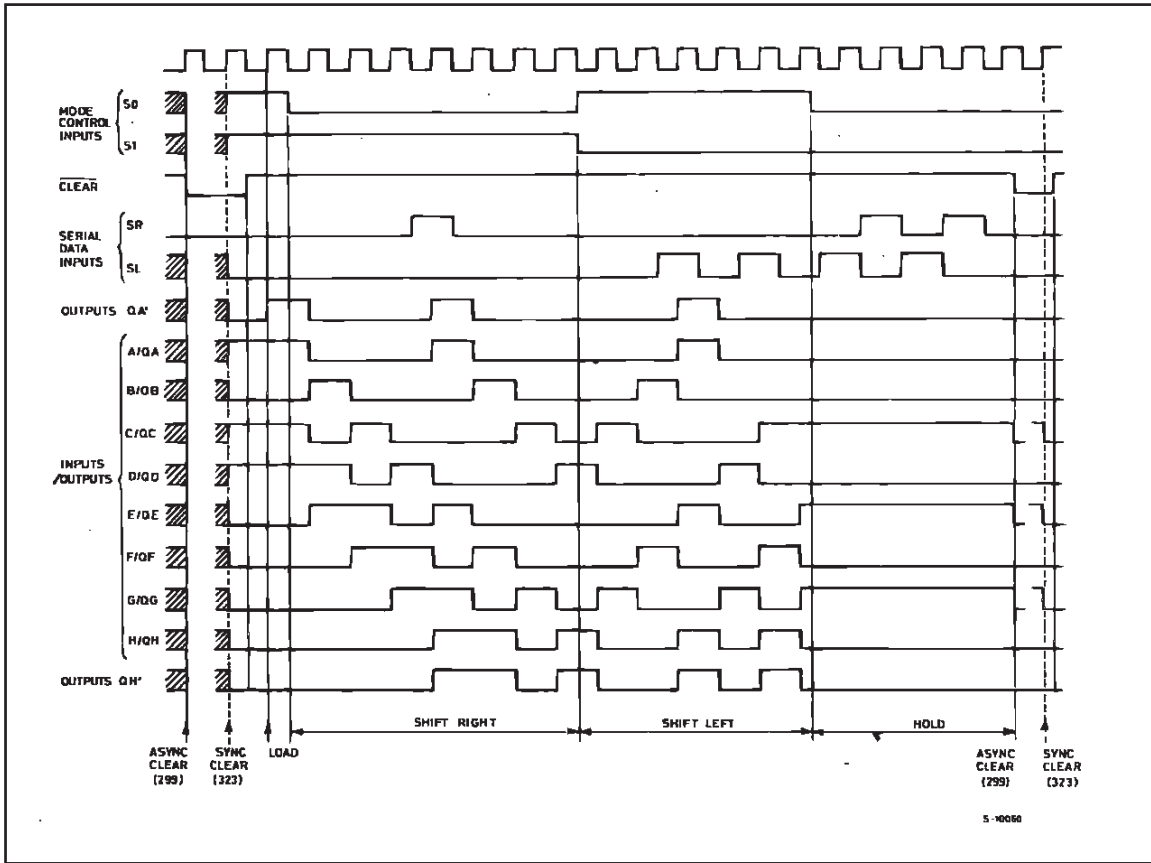 MODE
CONTROL
INPUTS
S0
S1
CLEAR
SERIAL
DATA
INPUTS
SR
SL
OUTPUTS QA'
INPUTS
/OUTPUTS
A/QA
B/QB
C/QC
D/QD
E/QE
F/QF
G/QG
H/QH
OUTPUTS QH'
ASYNC
CLEAR
(299)
SYNC
CLEAR
(323)
LOAD
SHIFT RIGHT
SHIFT LEFT
HOLD
ASYNC
CLEAR
(299)
SYNC
CLEAR
(323)
S-10060